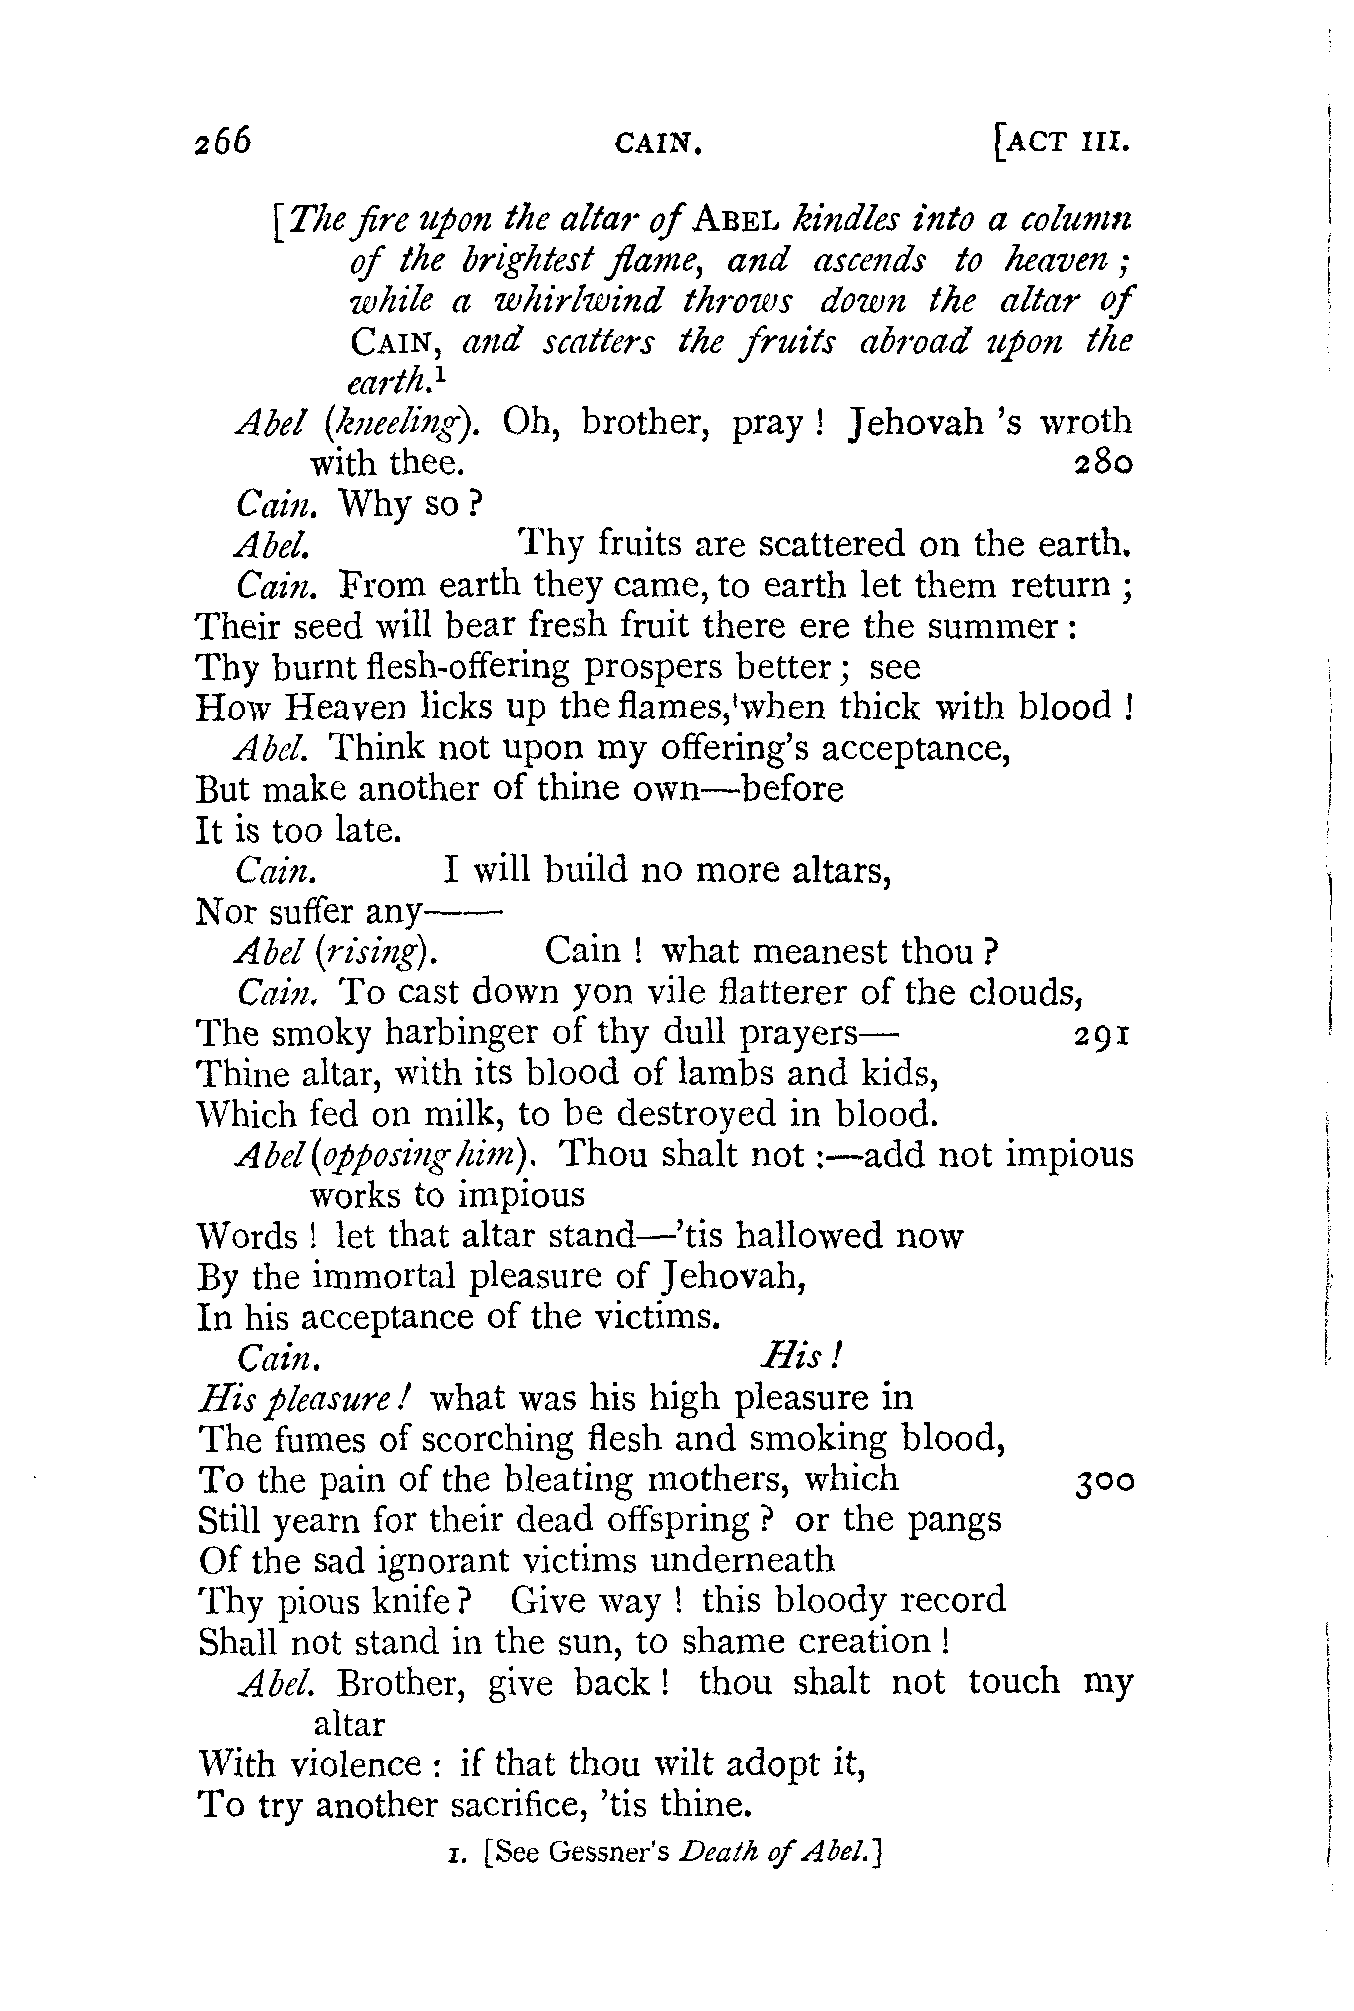 266 CAIN. [ACT III.
[The fire upon the altar of ABEL kindles into a column
of the brightest flame, and ascends to heaven ;
while a whirlwind throws down the altar of
CAIN, and scatters the fruits abroad upon the
earth.1
Abel (kneeling). Oh, brother, pray ! Jehovah 's wroth
with thee. 280
Cain. Why so ?
Abel. Thy fruits are scattered on the earth.
Cain. From earth they came, to earth let them return ;
Their seed will bear fresh fruit there ere the summer :
Thy burnt flesh-offering prospers better ; see
How Heaven licks up the flames, when thick with blood !
Abel. Think not upon my offering's acceptance,
But make another of thine own—before
It is too late.
Cain. I will build no more altars,
Nor suffer any——
Abel (rising). Cain ! what meanest thou ?
Cain. To cast down yon vile flatterer of the clouds,
The smoky harbinger of thy dull prayers— 291
Thine altar, with its blood of lambs and kids,
Which fed on milk, to be destroyed in blood.
Abel (opposing him). Thou shalt not :—add not impious
works to impious
Words ! let that altar stand—'tis hallowed now
By the immortal pleasure of Jehovah,
In his acceptance of the victims.
Cain. His !
His pleasure ! what was his high pleasure in
The fumes of scorching flesh and smoking blood,
To the pain of the bleating mothers, which 300
Still yearn for their dead offspring ? or the pangs
Of the sad ignorant victims underneath
Thy pious knife ? Give way ! this bloody record
Shall not stand in the sun, to shame creation !
Abel. Brother, give back ! thou shalt not touch my
altar
With violence : if that thou wilt adopt it,
To try another sacrifice, 'tis thine.
1. [See Gessner's Death of Abel.]